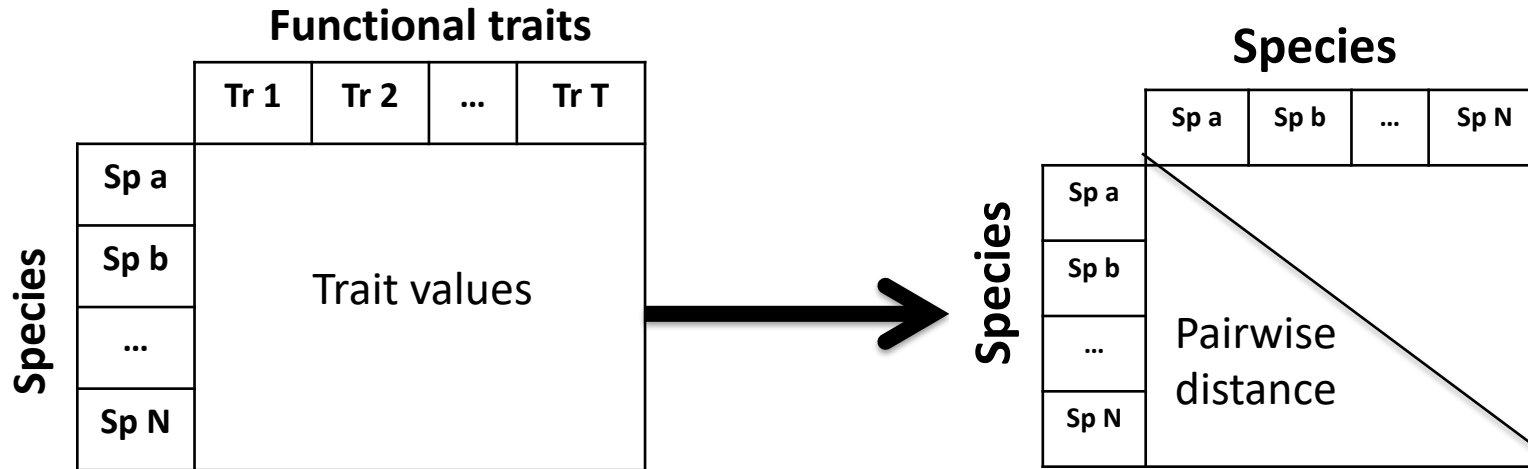 Functional traits
Tr 1 Tr 2 ... Tr T
Species
Sp a
Sp b
...
Sp N
Trait values
Species
Sp a Sp b ... Sp N
Species
Sp a
Sp b
...
Sp N
Pairwise
distance